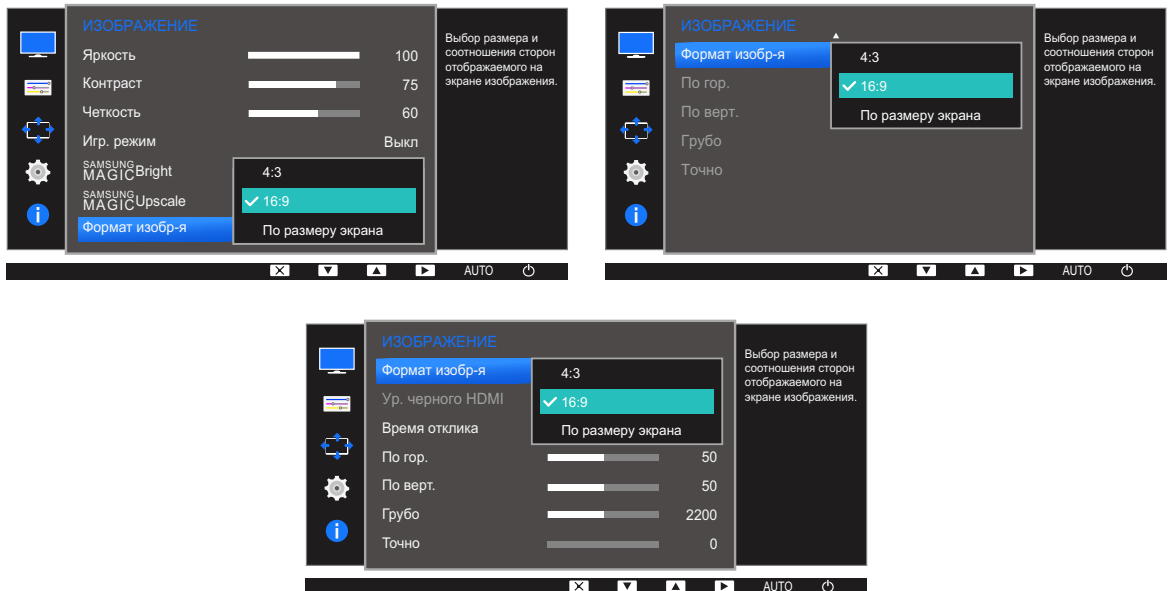 ИЗОБРАЖЕНИЕ
Яркость 100
Контраст 75
Четкость 60
Игр. режим Выкл
SAMSUNG
MAGIC Bright
SAMSUNG
MAGIC Upscale
Формат изобр-я
4:3
16:9
По размеру экрана
Выбор размера и
соотношения сторон
отображаемого на
экране изображения.
AUTO
ИЗОБРАЖЕНИЕ
Формат изобр-я
По гор.
По верт.
Грубо
Точно
4:3
16:9
По размеру экрана
Выбор размера и
соотношения сторон
отображаемого на
экране изображения.
AUTO
ИЗОБРАЖЕНИЕ
Формат изобр-я
Ур. черного HDMI
Время отклика
4:3
16:9
По размеру экрана
По гор. 50
По верт. 50
Грубо 2200
Точно 0
Выбор размера и
соотношения сторон
отображаемого на
экране изображения.
AUTO